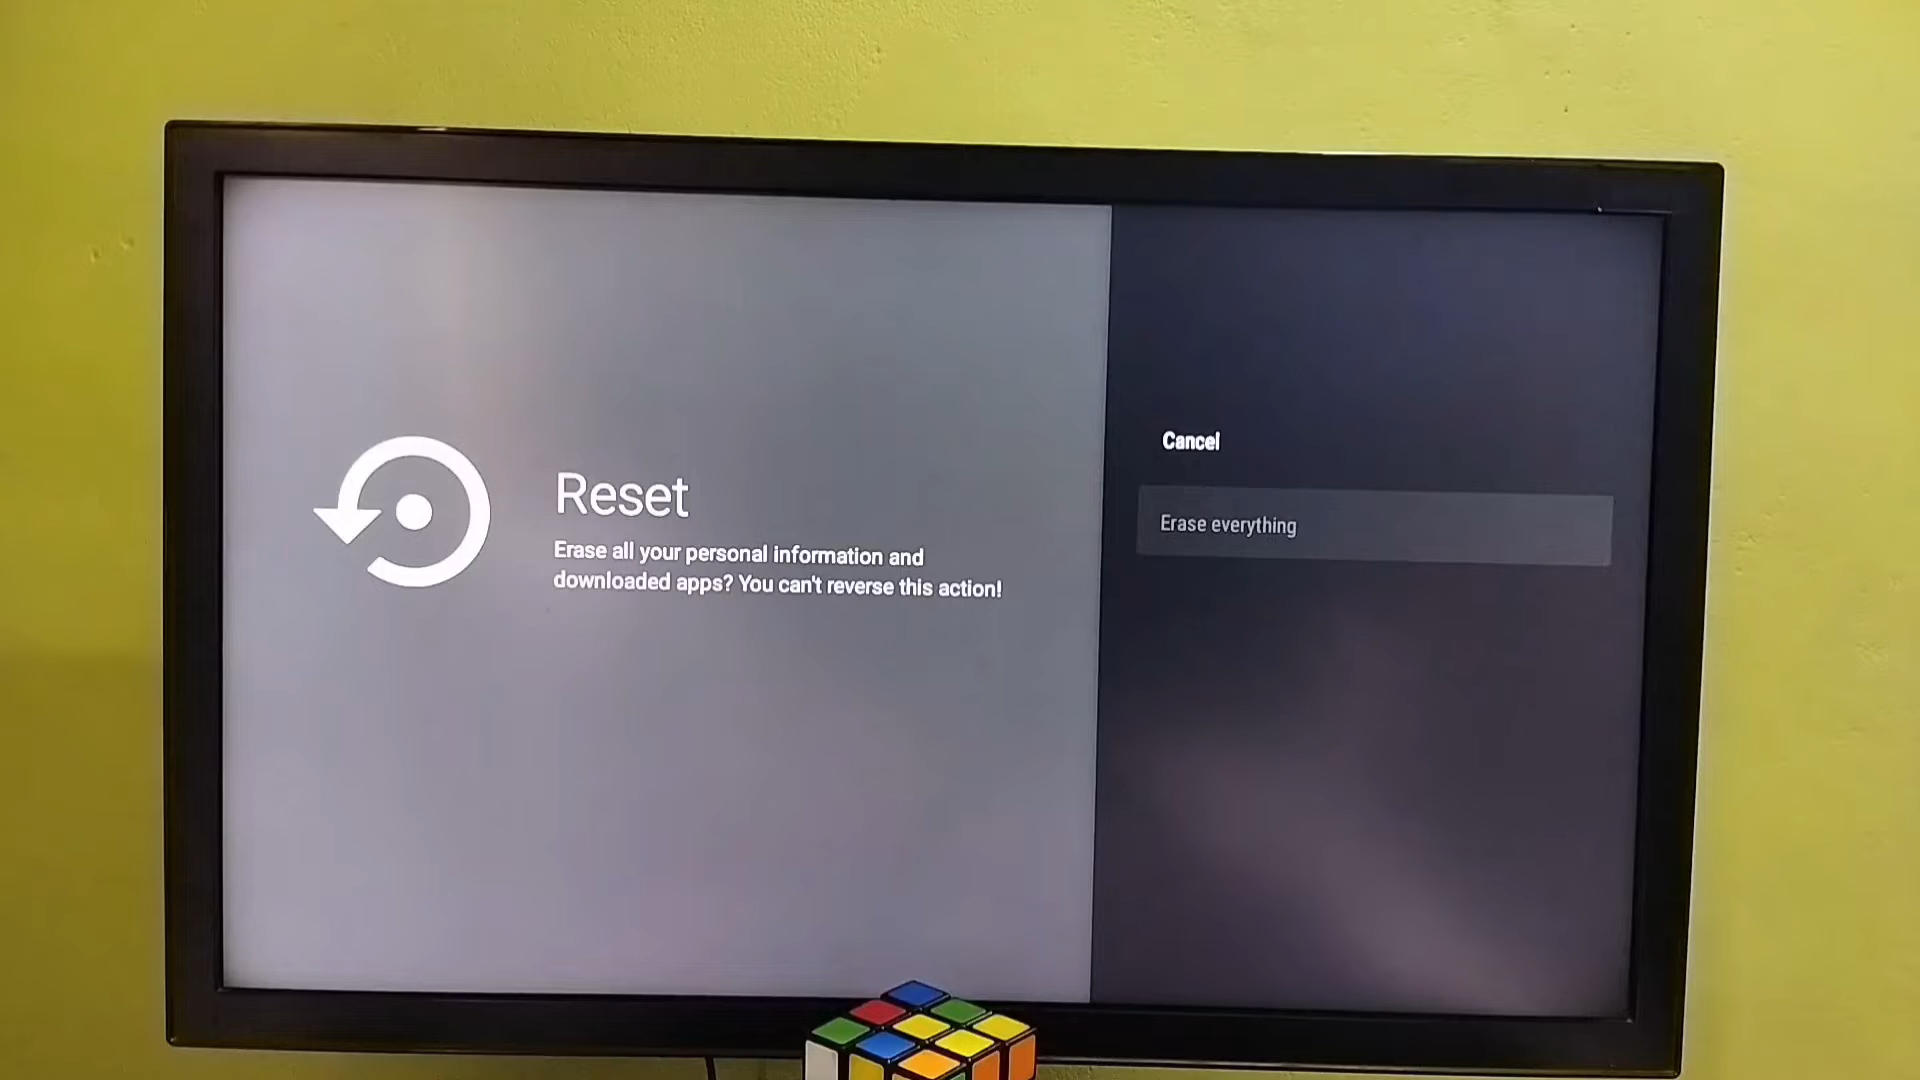 Reset
Erase all your personal information and
downloaded apps? You can't reverse this action!
Cancel
Erase everything